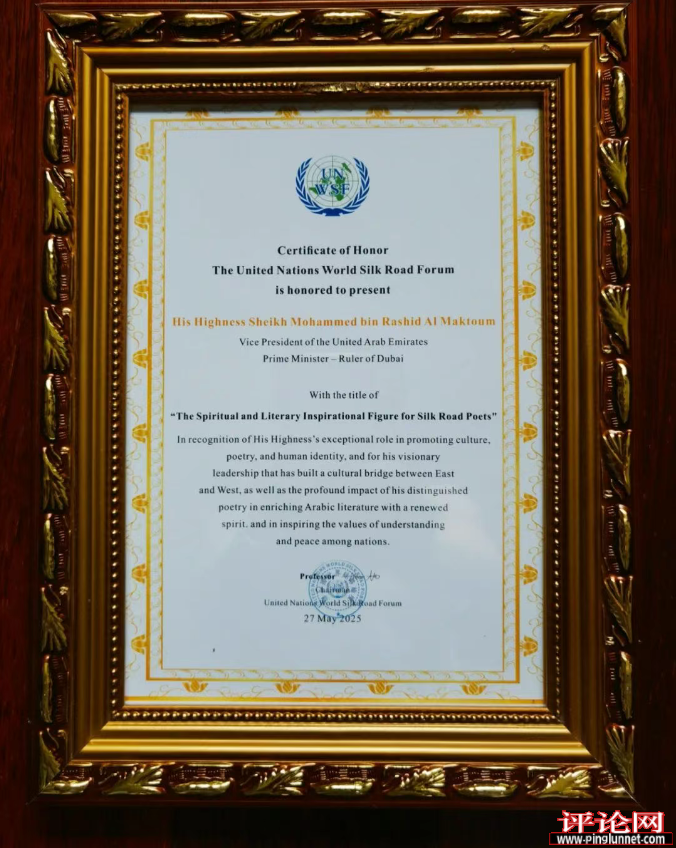 UN
WSF
Certificate of Honor
The United Nations World Silk Road Forum
is honored to present
His Highness Sheikh Mohammed bin Rashid Al Maktoum
Vice President of the United Arab Emirates
Prime Minister – Ruler of Dubai
With the title of
“The Spiritual and Literary Inspirational Figure for Silk Road Poets”
In recognition of His Highness’s exceptional role in promoting culture,
poetry, and human identity, and for his visionary
leadership that has built a cultural bridge between East
and West, as well as the profound impact of his distinguished
poetry in enriching Arabic literature with a renewed
spirit, and in inspiring the values of understanding
and peace among nations.
Professor
Chairman
United Nations World Silk Road Forum
27 May 2025
评论网
www.pinglunnet.com